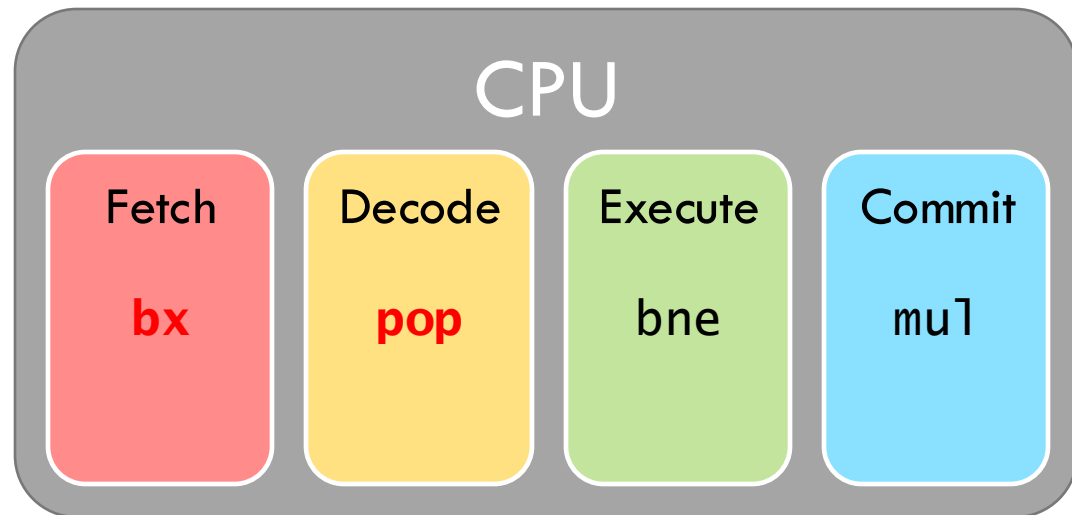 CPU
Fetch
Decode
Execute
Commit
bx
pop
bne
mul